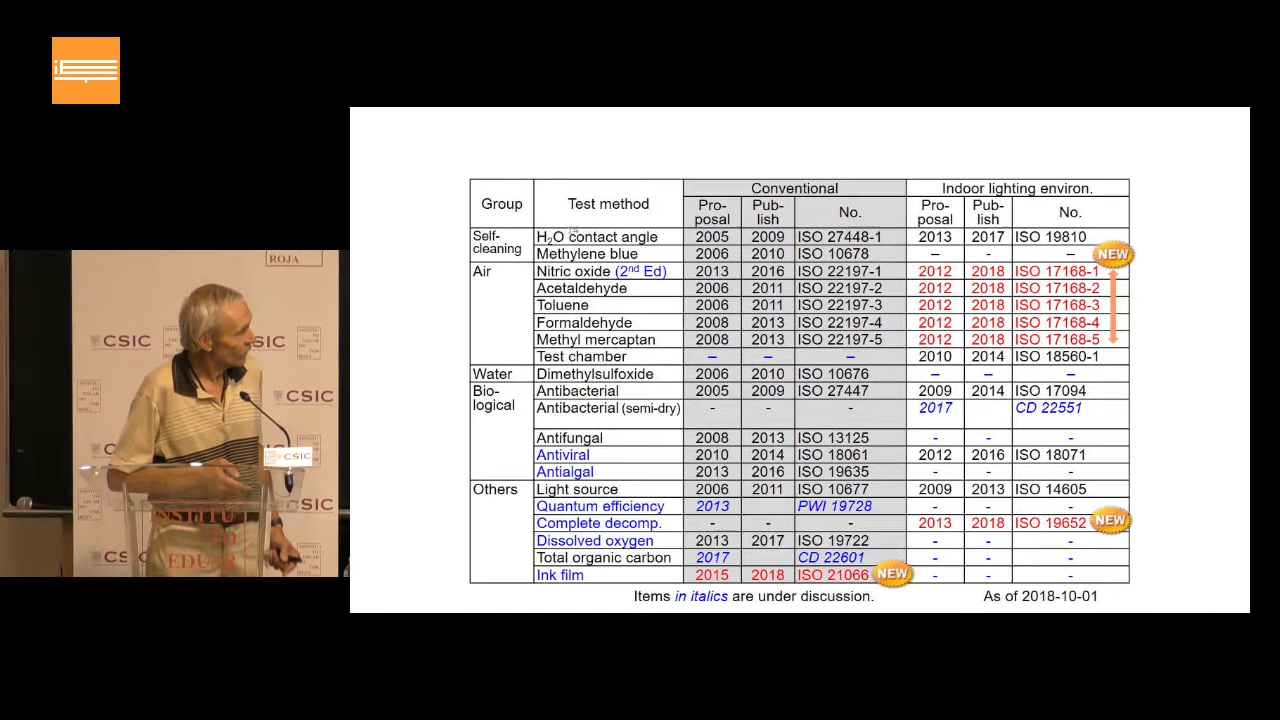 Group Test method Conventional Indoor lighting environ.
Pro-posal Pub-lish No. Pro-posal Pub-lish No.
Self-cleaning H2O contact angle 2005 2009 ISO 27448-1 2013 2017 ISO 19810
Methylene blue 2006 2010 ISO 10678 – – – NEW
Air Nitric oxide (2nd Ed) 2013 2016 ISO 22197-1 2012 2018 ISO 17168-1
Acetaldehyde 2006 2011 ISO 22197-2 2012 2018 ISO 17168-2
Toluene 2006 2011 ISO 22197-3 2012 2018 ISO 17168-3
Formaldehyde 2008 2013 ISO 22197-4 2012 2018 ISO 17168-4
Methyl mercaptan 2008 2013 ISO 22197-5 2012 2018 ISO 17168-5
Test chamber – – – 2010 2014 ISO 18560-1
Water Dimethylsulfoxide 2006 2010 ISO 10676 – – –
Bio-logical Antibacterial 2005 2009 ISO 27447 2009 2014 ISO 17094
Antibacterial (semi-dry) - - - 2017 CD 22551
Antifungal 2008 2013 ISO 13125 - - -
Antiviral 2010 2014 ISO 18061 2012 2016 ISO 18071
Antialgal 2013 2016 ISO 19635 - - -
Others Light source 2006 2011 ISO 10677 2009 2013 ISO 14605
Quantum efficiency 2013 PWI 19728 - - -
Complete decomp. - - - 2013 2018 ISO 19652 NEW
Dissolved oxygen 2013 2017 ISO 19722 - - -
Total organic carbon 2017 CD 22601 - - -
Ink film 2015 2018 ISO 21066 NEW - - -
Items in italics are under discussion. As of 2018-10-01
ROJA
CSIC
CSIC
CSIC
CSIC
CSIC
CSIC
INSTITUT
TO
EDUAR